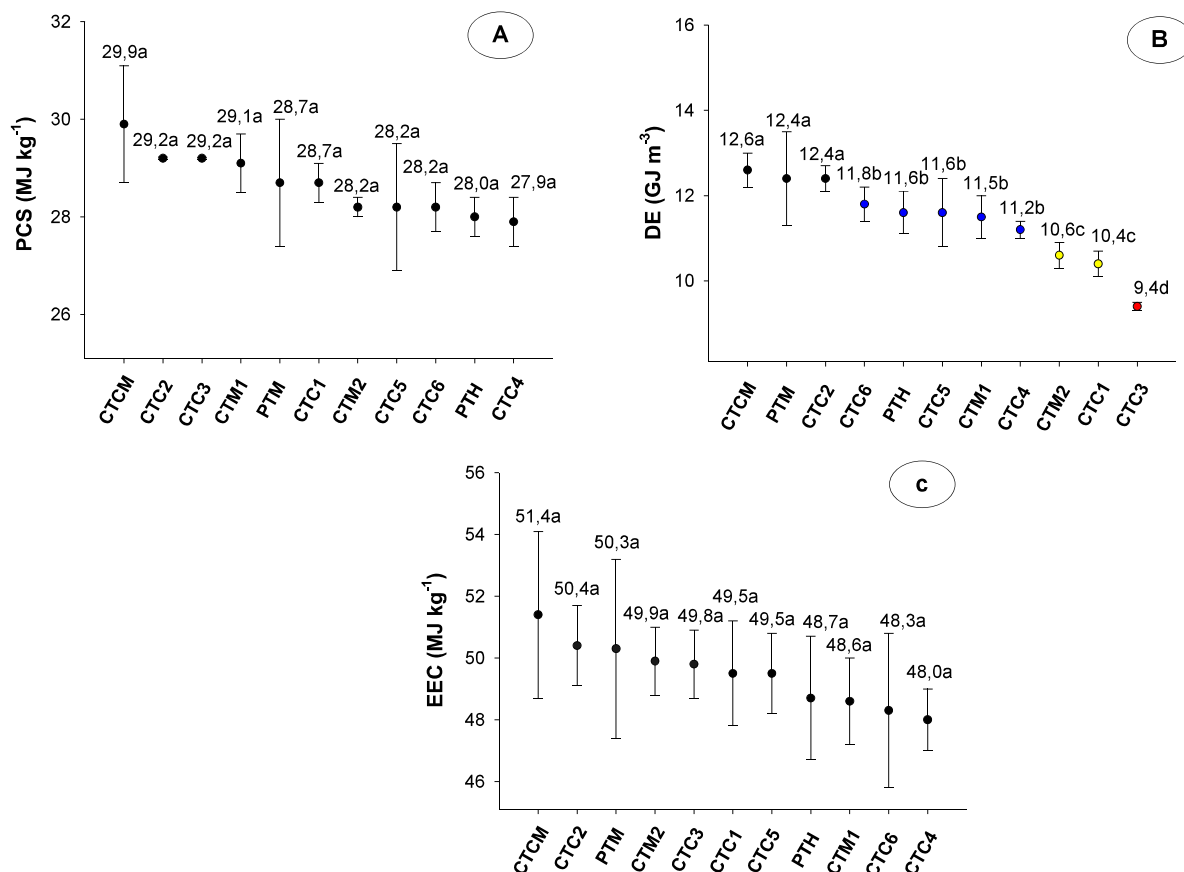 A
PCS (MJ kg-1)
32
30
28
26
29,9a
29,2a
29,2a
29,1a
28,7a
28,7a
28,2a
28,2a
28,2a
28,0a
27,9a
CTCM
CTC2
CTC3
CTM1
PTM
CTC1
CTM2
CTC5
CTC6
PTH
CTC4
B
DE (GJ m-3)
16
14
12
10
12,6a
12,4a
12,4a
11,8b
11,6b
11,6b
11,5b
11,2b
10,6c
10,4c
9,4d
CTCM
PTM
CTC2
CTC6
PTH
CTC5
CTM1
CTC4
CTM2
CTC1
CTC3
c
EEC (MJ kg-1)
56
54
52
50
48
46
51,4a
50,4a
50,3a
49,9a
49,8a
49,5a
49,5a
48,7a
48,6a
48,3a
48,0a
CTCM
CTC2
PTM
CTM2
CTC3
CTC1
CTC5
PTH
CTM1
CTC6
CTC4